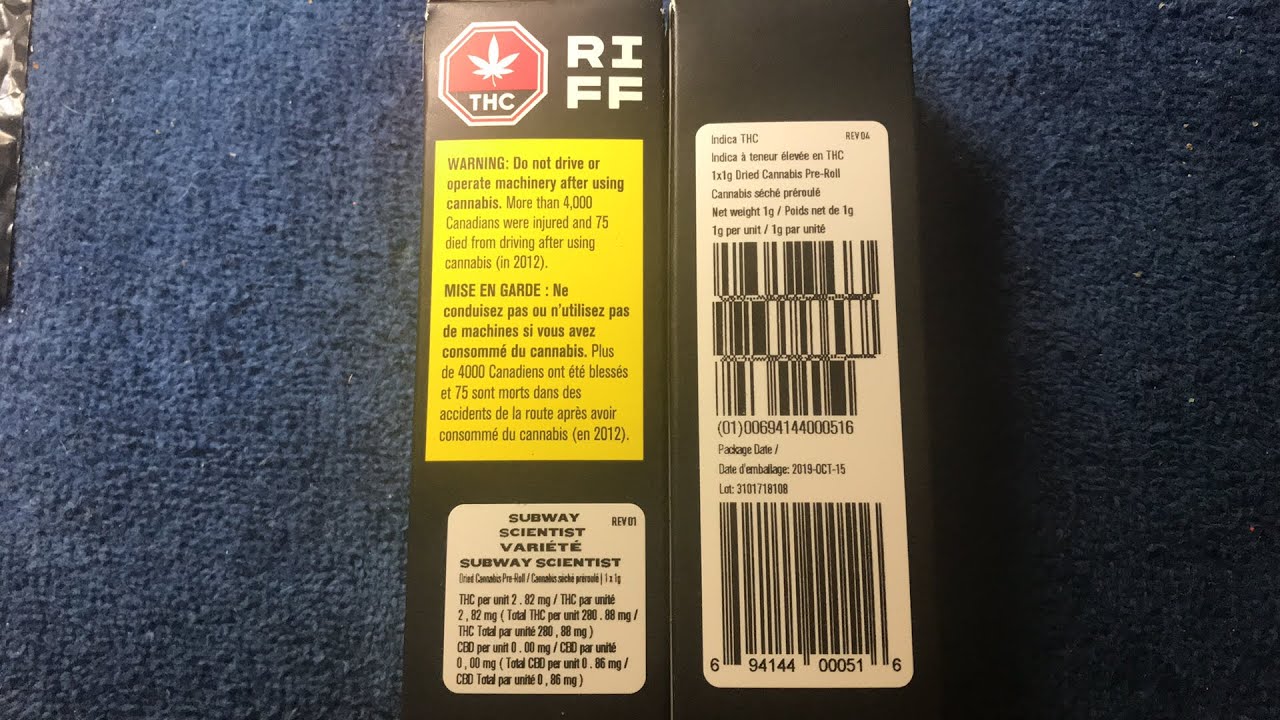 THC
RI
FF
WARNING: Do not drive or
operate machinery after using
cannabis. More than 4,000
Canadians were injured and 75
died from driving after using
cannabis (in 2012).
MISE EN GARDE : Ne
conduisez pas ou n'utilisez pas
de machines si vous avez
consommé du cannabis. Plus
de 4000 Canadiens ont été blessés
et 75 sont morts dans des
accidents de la route après avoir
consommé du cannabis (en 2012).
SUBWAY
SCIENTIST
REV01
VARIÉTÉ
SUBWAY SCIENTIST
Dried Cannabis Pre-Roll / Cannabis séché préroulé | 1 x 1g
THC per unit 2 . 82 mg / THC par unité
2 , 82 mg ( Total THC per unit 280 . 88 mg /
THC Total par unité 280 , 88 mg )
CBD per unit 0 . 00 mg / CBD par unité
0 , 00 mg ( Total CBD per unit 0 . 86 mg /
CBD Total par unité 0 , 86 mg )
Indica THC REV04
Indica à teneur élevée en THC
1x1g Dried Cannabis Pre-Roll
Cannabis séché préroulé
Net weight 1g / Poids net de 1g
1g per unit / 1g par unité
(01)00694144000516
Package Date /
Date d'emballage: 2019-OCT-15
Lot: 3101718108
6 94144 00051 6